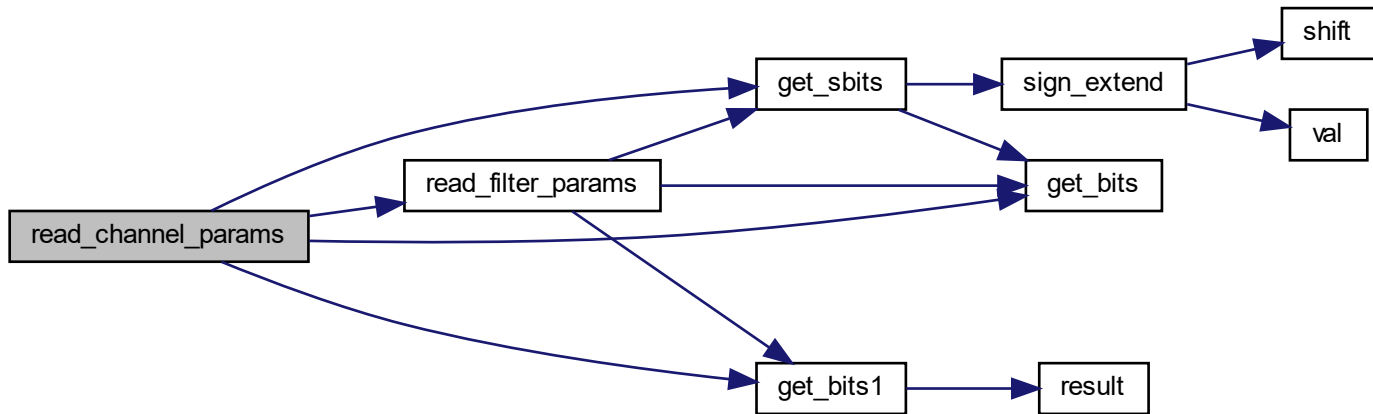 shift
get_sbits
sign_extend
val
read_filter_params
get_bits
read_channel_params
get_bits1
result